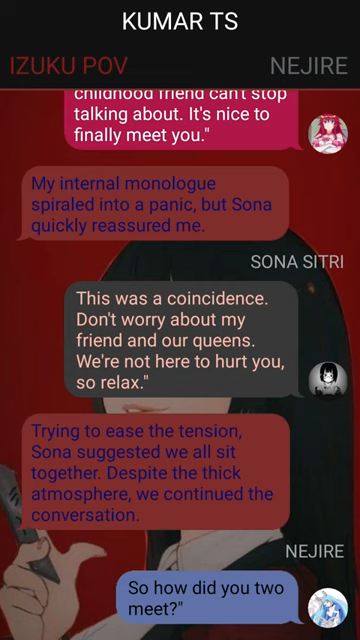 KUMAR TS
IZUKU POV NEJIRE
childhood friend can't stop
talking about. It's nice to
finally meet you."
My internal monologue
spiraled into a panic, but Sona
quickly reassured me.
SONA SITRI
This was a coincidence.
Don't worry about my
friend and our queens.
We're not here to hurt you,
so relax."
Trying to ease the tension,
Sona suggested we all sit
together. Despite the thick
atmosphere, we continued the
conversation.
NEJIRE
So how did you two
meet?"